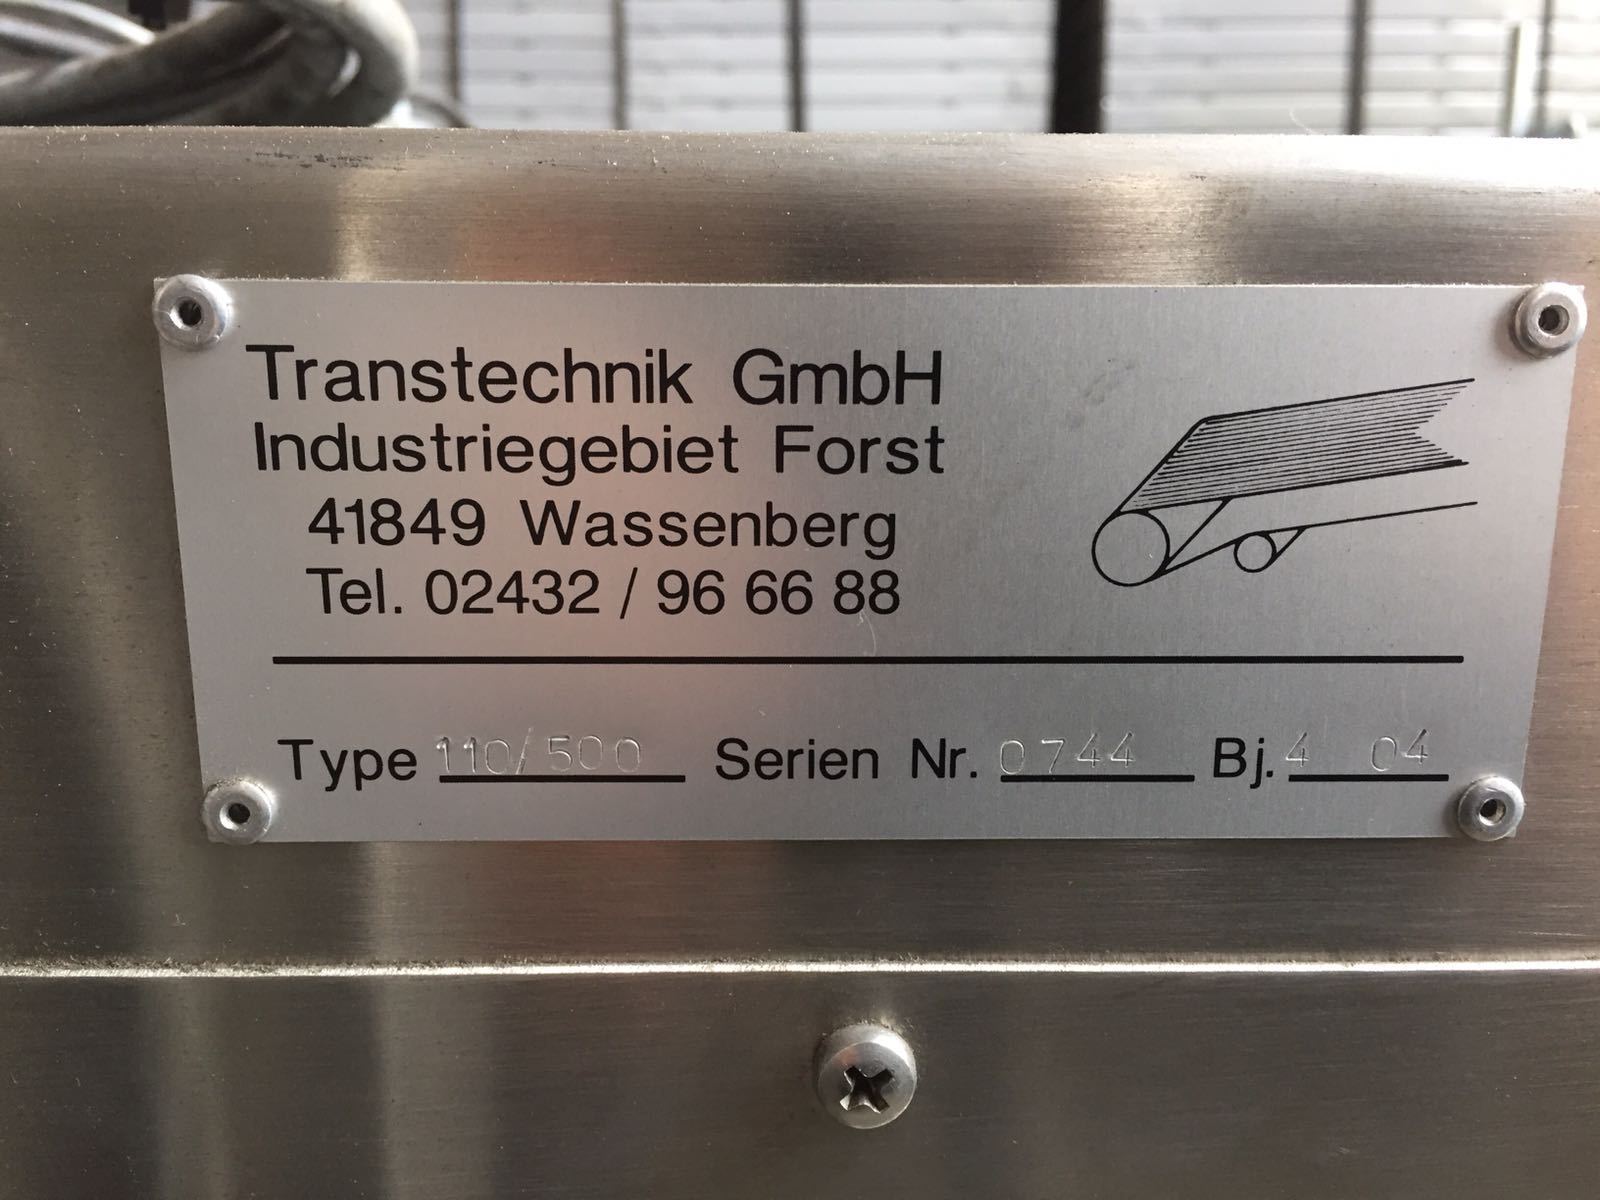 Transtechnik GmbH
Industriegebiet Forst
41849 Wassenberg
Tel. 02432 / 96 66 88
Type 110/500 Serien Nr. 0744 Bj. 4 04